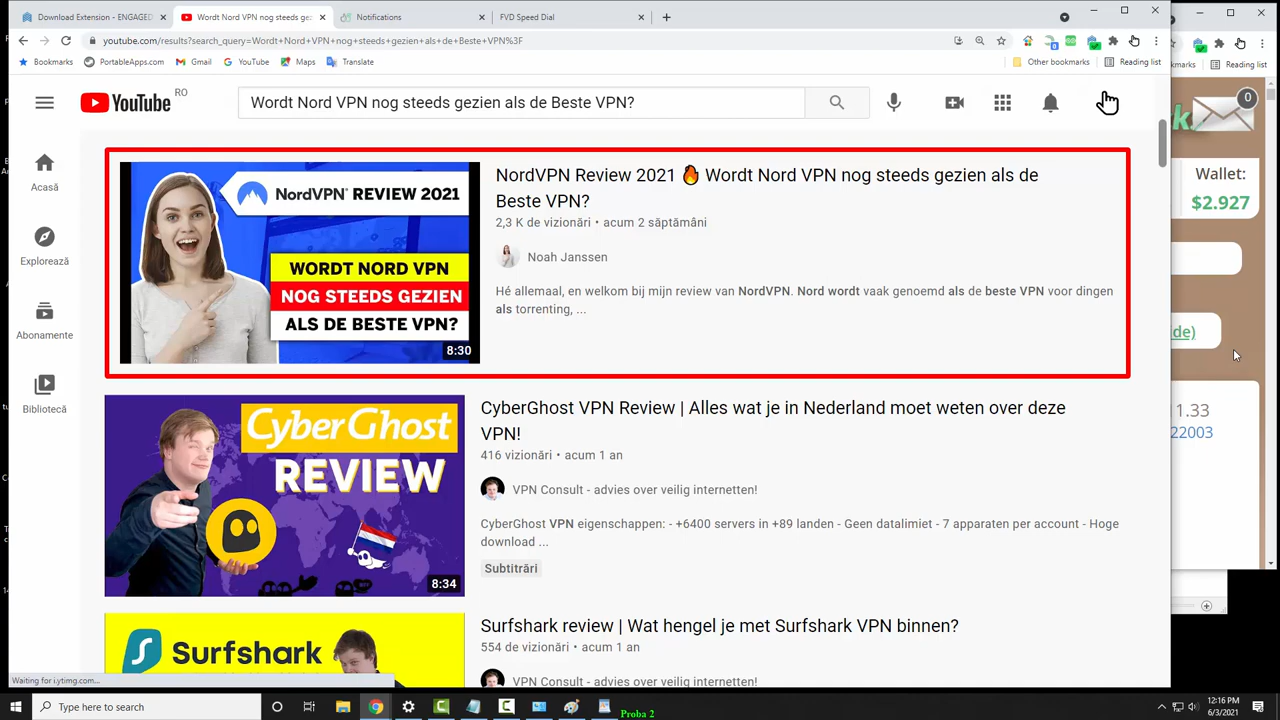 Download Extension - ENGAGED
Wordt Nord VPN nog steeds gez
Notifications
TVD Speed Dial
youtube.com/results?search_query=Wordt+Nord+VPN+nog+steeds+gezien+als+de+Beste+VPN%3F
Bookmarks
PortableApps.com
Gmail
YouTube
Maps
Translate
Other bookmarks
Reading list
Reading list
YouTube RO
Wordt Nord VPN nog steeds gezien als de Beste VPN?
0
Wallet:
$2.927
Acasă
Explorează
Abonamente
Bibliotecă
NordVPN® REVIEW 2021
WORDT NORD VPN
NOG STEEDS GEZIEN
ALS DE BESTE VPN?
8:30
NordVPN Review 2021 🔥 Wordt Nord VPN nog steeds gezien als de
Beste VPN?
2,3 K de vizionări • acum 2 săptămâni
Noah Janssen
Hé allemaal, en welkom bij mijn review van NordVPN. Nord wordt vaak genoemd als de beste VPN voor dingen
als torrenting, ...
de)
1.33
22003
CyberGhost
REVIEW
8:34
CyberGhost VPN Review | Alles wat je in Nederland moet weten over deze
VPN!
416 vizionări • acum 1 an
VPN Consult - advies over veilig internetten!
CyberGhost VPN eigenschappen: - +6400 servers in +89 landen - Geen datalimiet - 7 apparaten per account - Hoge
download ...
Subtitrări
Surfshark
Surfshark review | Wat hengel je met Surfshark VPN binnen?
554 de vizionări • acum 1 an
VPN Consult - advies over veilig internetten!
Waiting for i.ytimg.com...
Type here to search
Proba 2
12:16 PM
6/3/2021